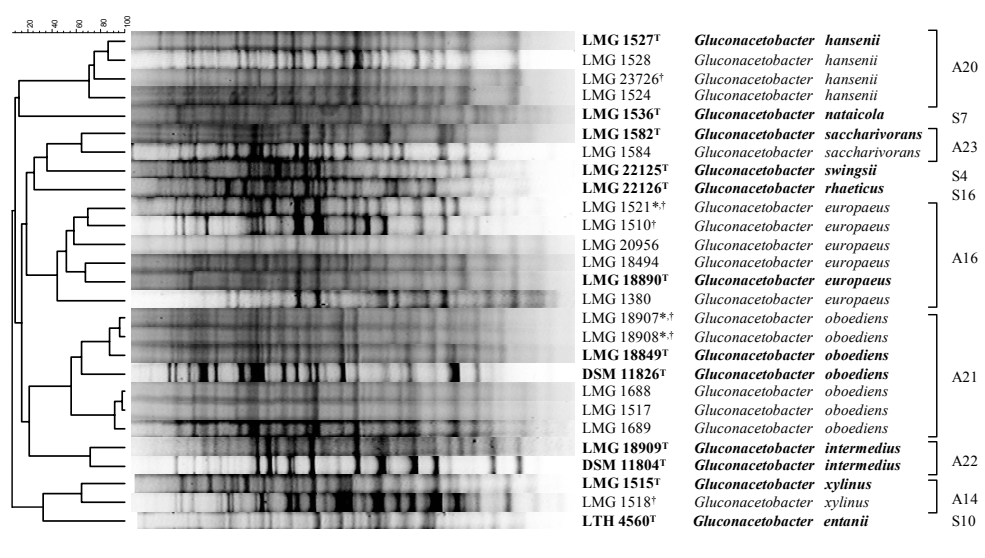 20 40 60 80 100
LMG 1527ᵀ Gluconacetobacter hansenii
LMG 1528 Gluconacetobacter hansenii
A20
LMG 23726† Gluconacetobacter hansenii
LMG 1524 Gluconacetobacter hansenii
LMG 1536ᵀ Gluconacetobacter nataicola S7
LMG 1582ᵀ Gluconacetobacter saccharivorans
A23
LMG 1584 Gluconacetobacter saccharivorans
LMG 22125ᵀ Gluconacetobacter swingsii S4
LMG 22126ᵀ Gluconacetobacter rhaeticus S16
LMG 1521*,† Gluconacetobacter europaeus
LMG 1510† Gluconacetobacter europaeus
LMG 20956 Gluconacetobacter europaeus
A16
LMG 18494 Gluconacetobacter europaeus
LMG 18890ᵀ Gluconacetobacter europaeus
LMG 1380 Gluconacetobacter europaeus
LMG 18907*,† Gluconacetobacter oboediens
LMG 18908*,† Gluconacetobacter oboediens
LMG 18849ᵀ Gluconacetobacter oboediens
DSM 11826ᵀ Gluconacetobacter oboediens A21
LMG 1688 Gluconacetobacter oboediens
LMG 1517 Gluconacetobacter oboediens
LMG 1689 Gluconacetobacter oboediens
LMG 18909ᵀ Gluconacetobacter intermedius
A22
DSM 11804ᵀ Gluconacetobacter intermedius
LMG 1515ᵀ Gluconacetobacter xylinus
A14
LMG 1518† Gluconacetobacter xylinus
LTH 4560ᵀ Gluconacetobacter entanii S10